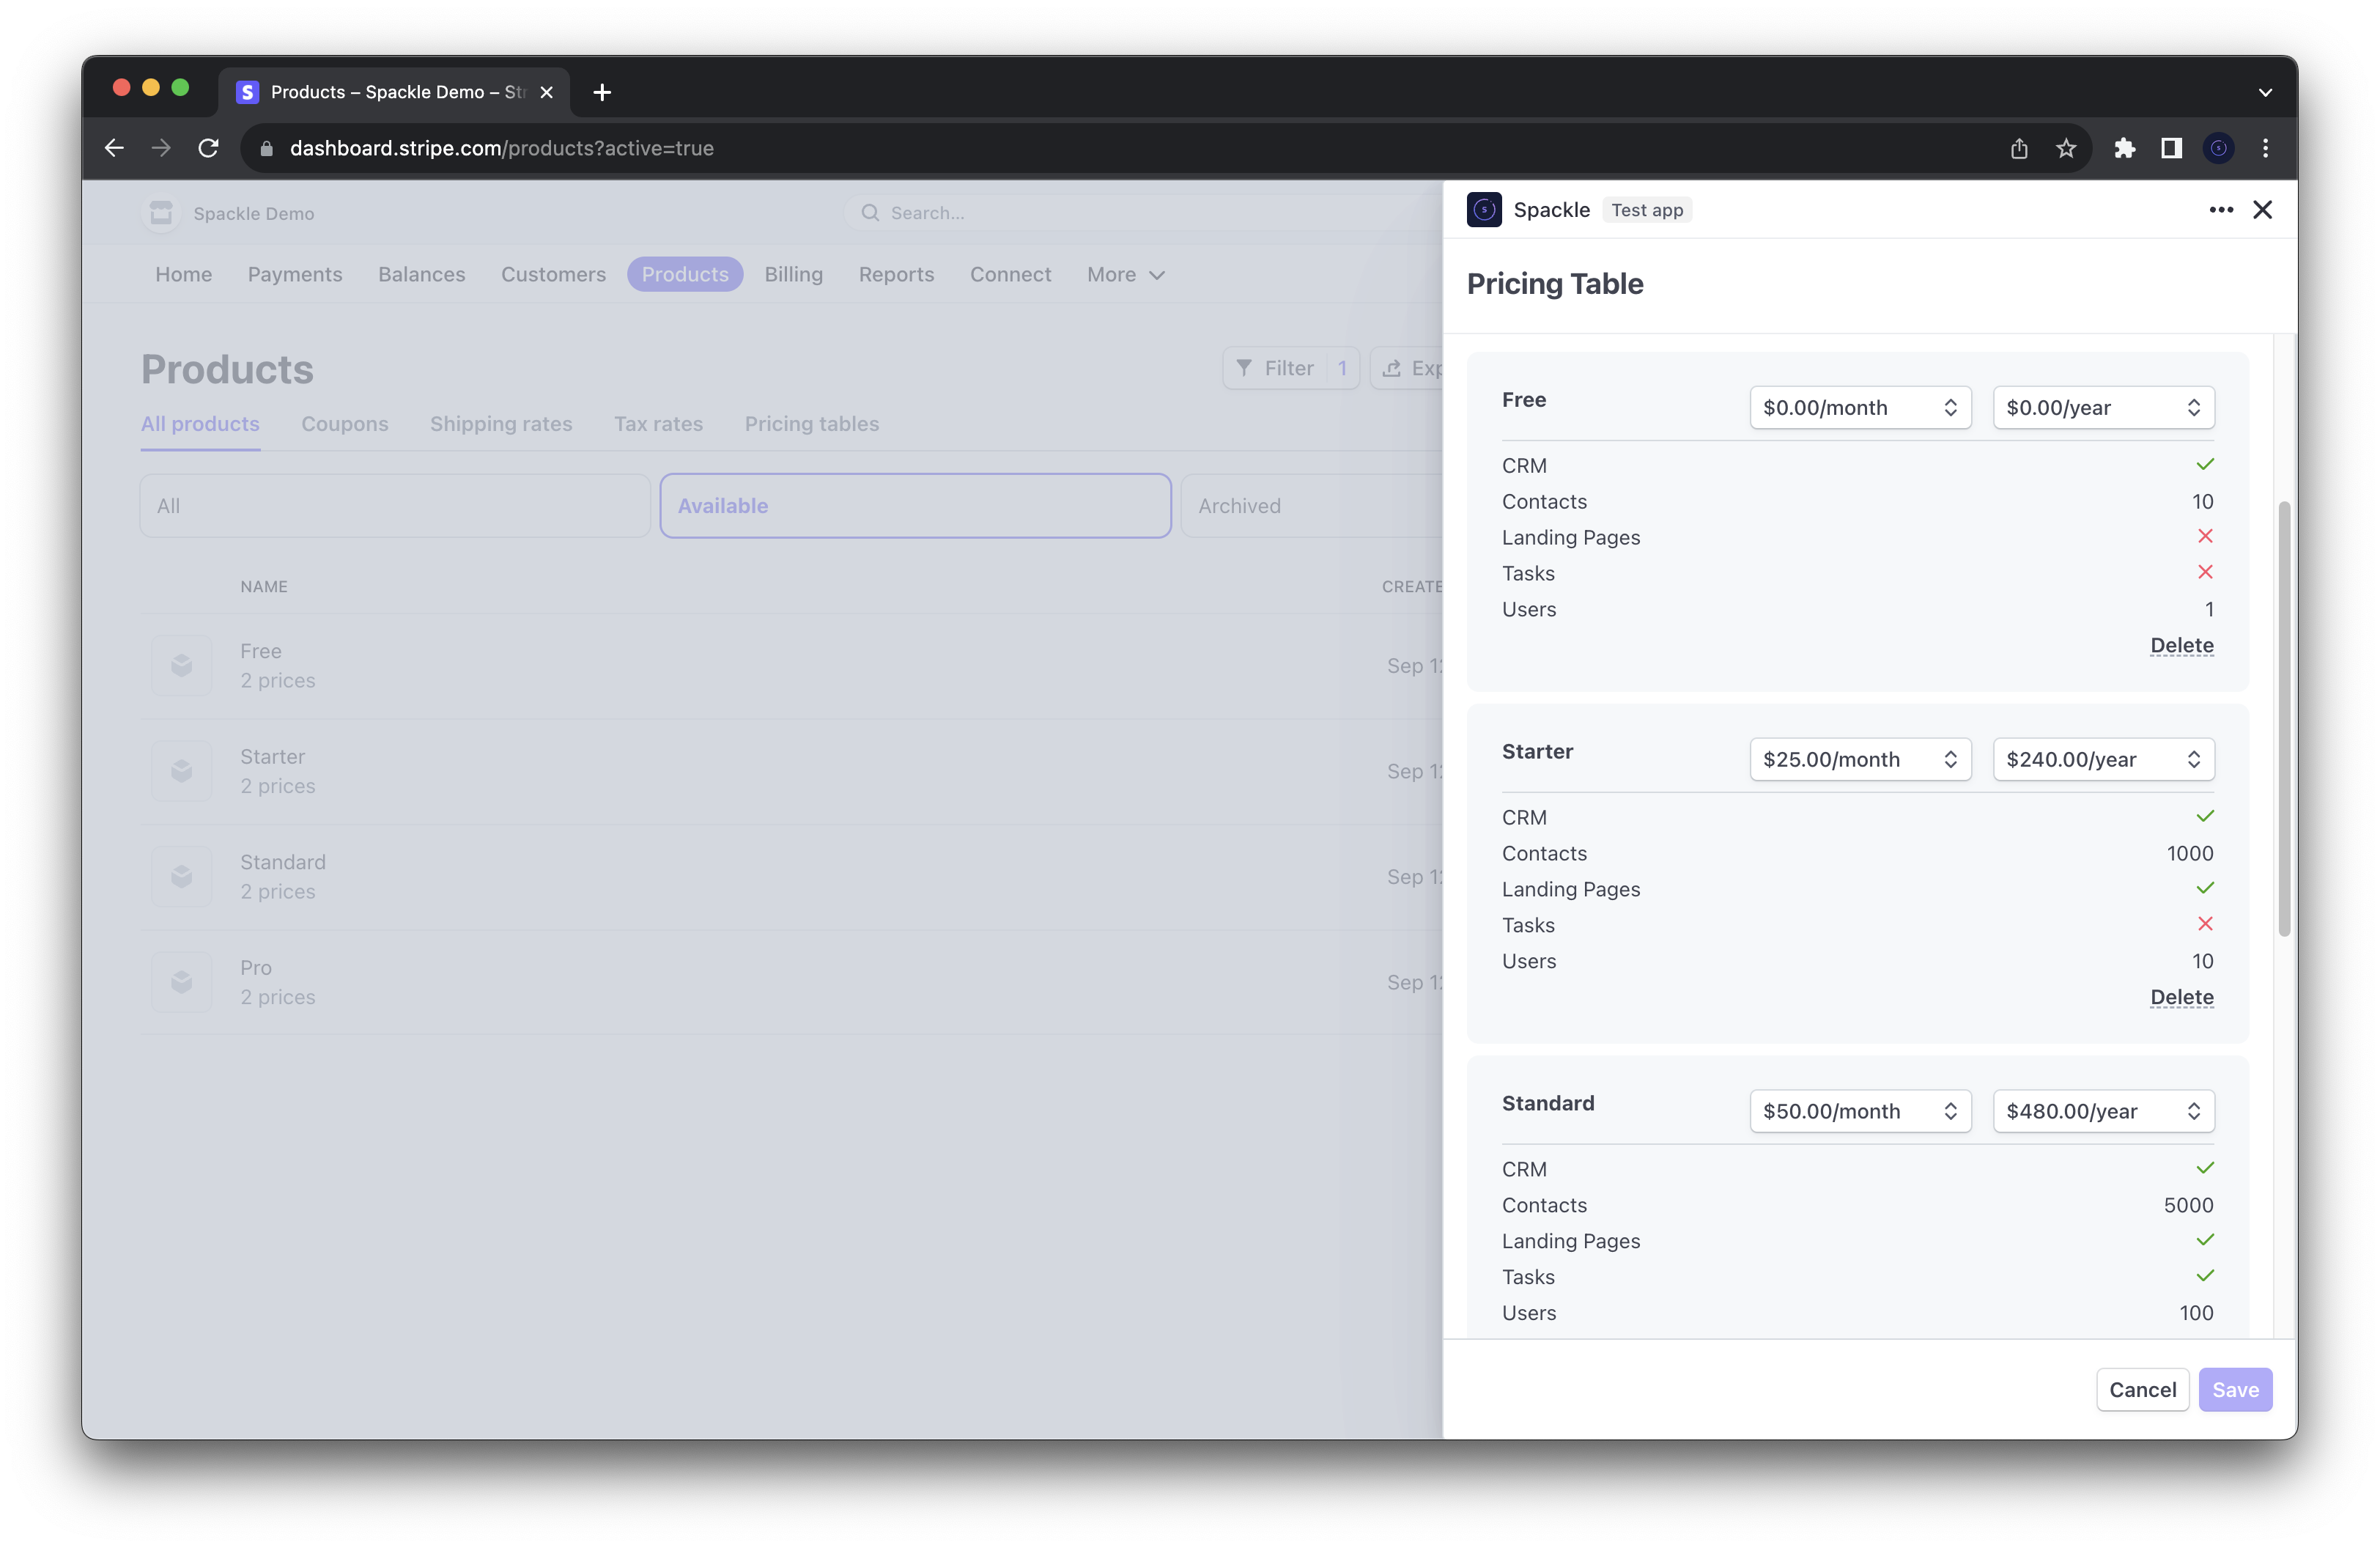 Products – Spackle Demo – Str
dashboard.stripe.com/products?active=true
Spackle Demo
Search...
Home Payments Balances Customers Products Billing Reports Connect More
Products
Filter 1 Exp
All products Coupons Shipping rates Tax rates Pricing tables
All Available Archived
NAME CREATE
Free
2 prices
Sep 12
Starter
2 prices
Sep 12
Standard
2 prices
Sep 12
Pro
2 prices
Sep 12
Spackle Test app
Pricing Table
Free $0.00/month $0.00/year
CRM
Contacts 10
Landing Pages
Tasks
Users 1
Delete
Starter $25.00/month $240.00/year
CRM
Contacts 1000
Landing Pages
Tasks
Users 10
Delete
Standard $50.00/month $480.00/year
CRM
Contacts 5000
Landing Pages
Tasks
Users 100
Cancel Save